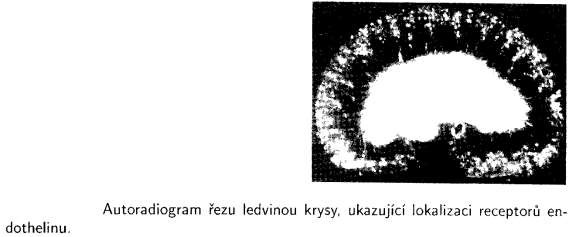 Autoradiogram řezu ledvinou krysy, ukazující lokalizaci receptorů en-
dothelinu.